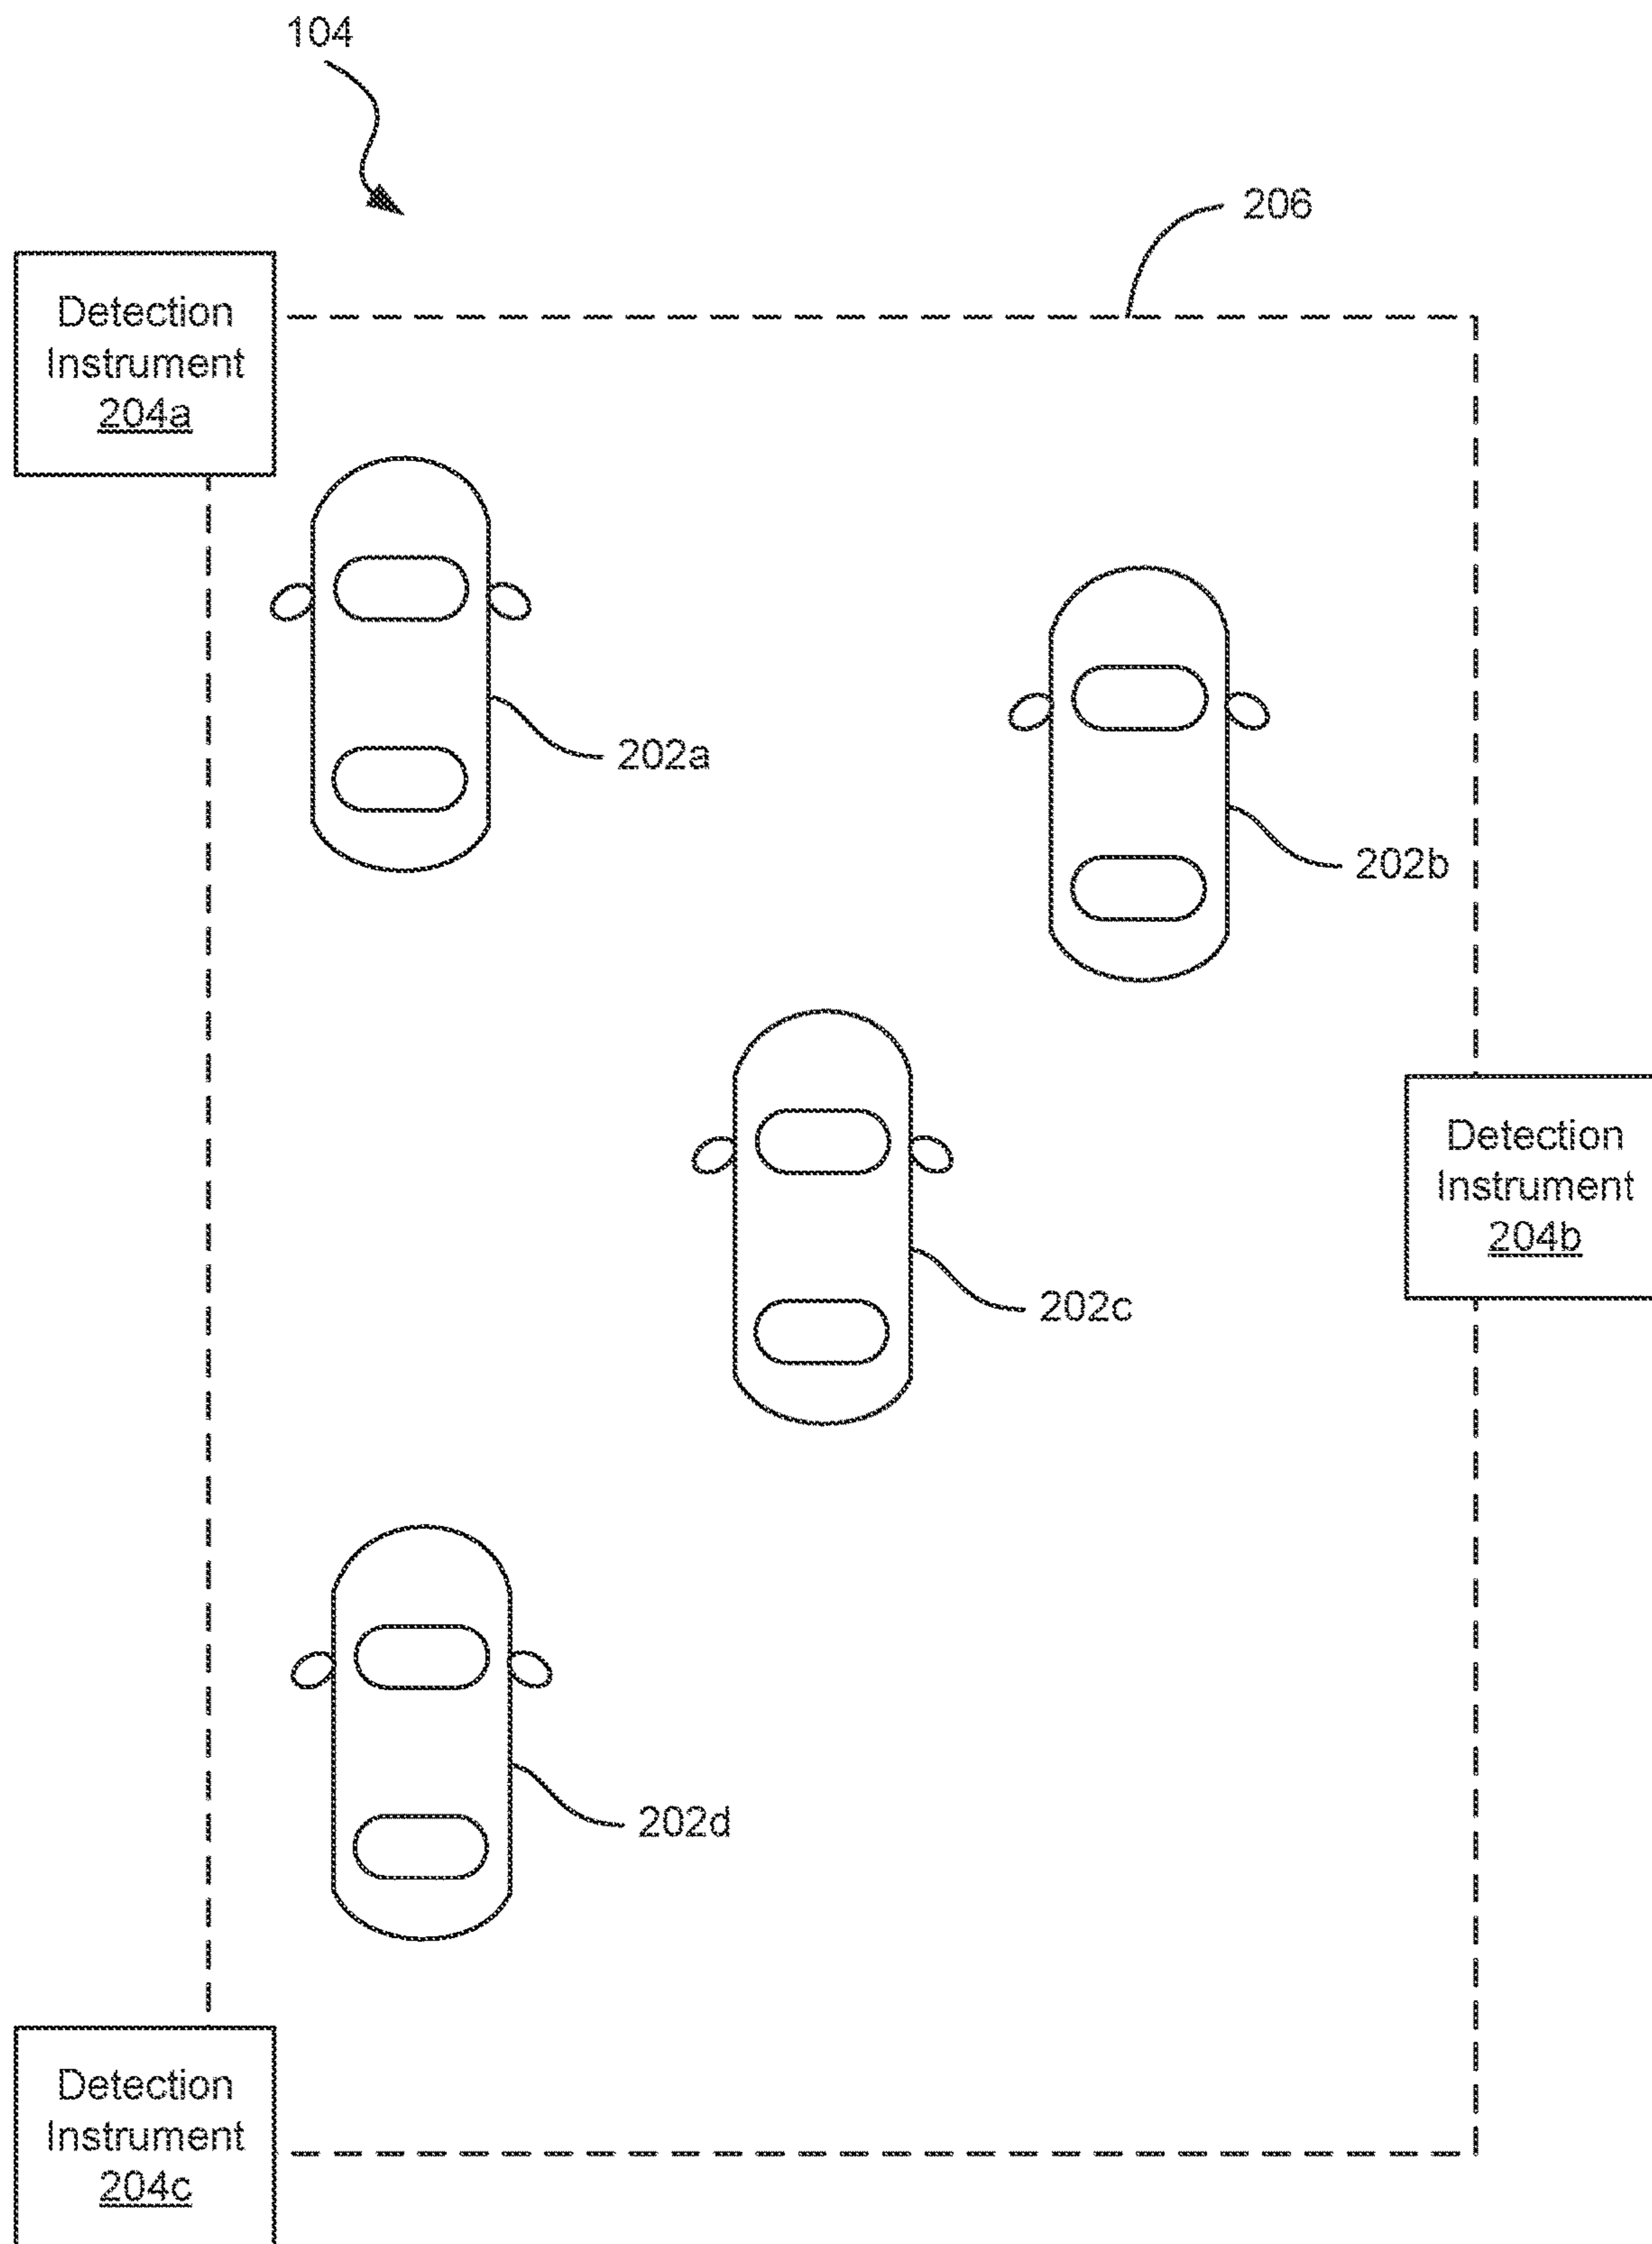 104
206
Detection
Instrument
204a
202a
202b
Detection
Instrument
204b
202c
202d
Detection
Instrument
204c